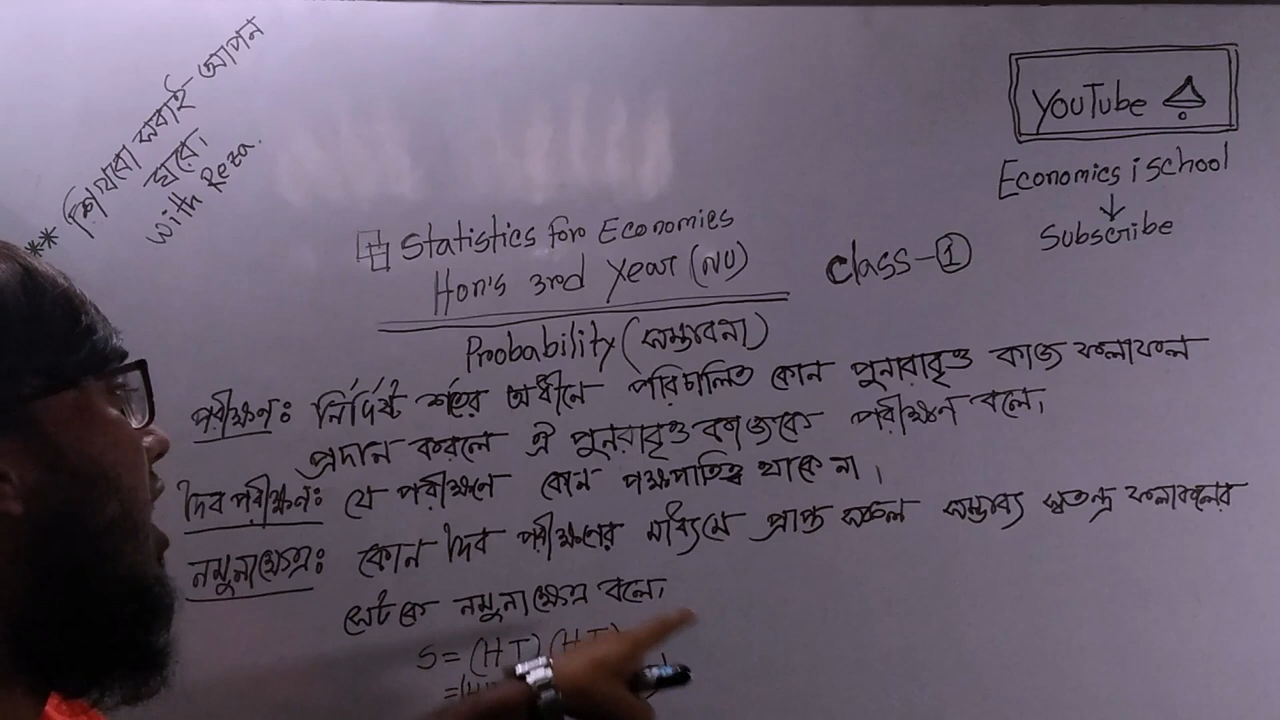 ** শিখবো সবাই আপন
ঘরে।
with Reza.
YouTube
Economics i School
↓
Subscribe
Statistics for Economies
Hon's 3rd Year (NU)
class-①
Probability (সম্ভাবনা)
পরীক্ষণঃ নির্দিষ্ট শর্তের অধীনে পরিচালিত কোন পুনরাবৃত্ত কাজ ফলাফল
প্রদান করলে ঐ পুনরাবৃত্ত কাজকে পরীক্ষণ বলে।
দৈব পরীক্ষণঃ যে পরীক্ষণে কোন পক্ষপাতিত্ব থাকে না।
নমুনাক্ষেত্রঃ কোন দৈব পরীক্ষণের মাধ্যমে প্রাপ্ত সকল সম্ভাব্য স্বতন্ত্র ফলাফলের
সেট কে নমুনাক্ষেত্র বলে।
S = (H T) (H T)